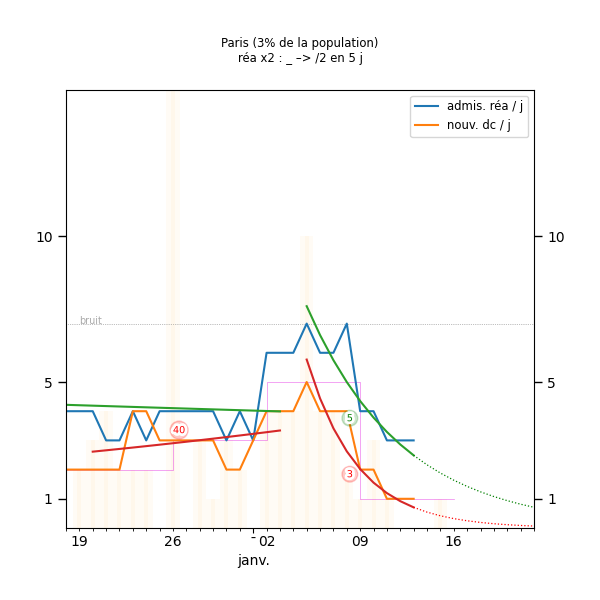 Paris (3% de la population)
réa x2 : _ –> /2 en 5 j
admis. réa / j
nouv. dc / j
10
10
bruit
5
5
40
5
3
1
1
19
26
02
09
16
janv.